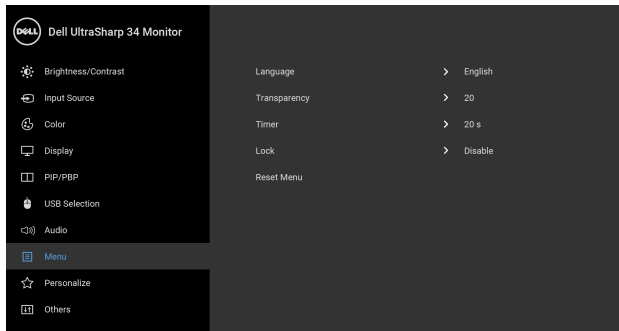 DELL Dell UltraSharp 34 Monitor
Brightness/Contrast
Input Source
Color
Display
PIP/PBP
USB Selection
Audio
Menu
Personalize
Others
Language > English
Transparency > 20
Timer > 20 s
Lock > Disable
Reset Menu